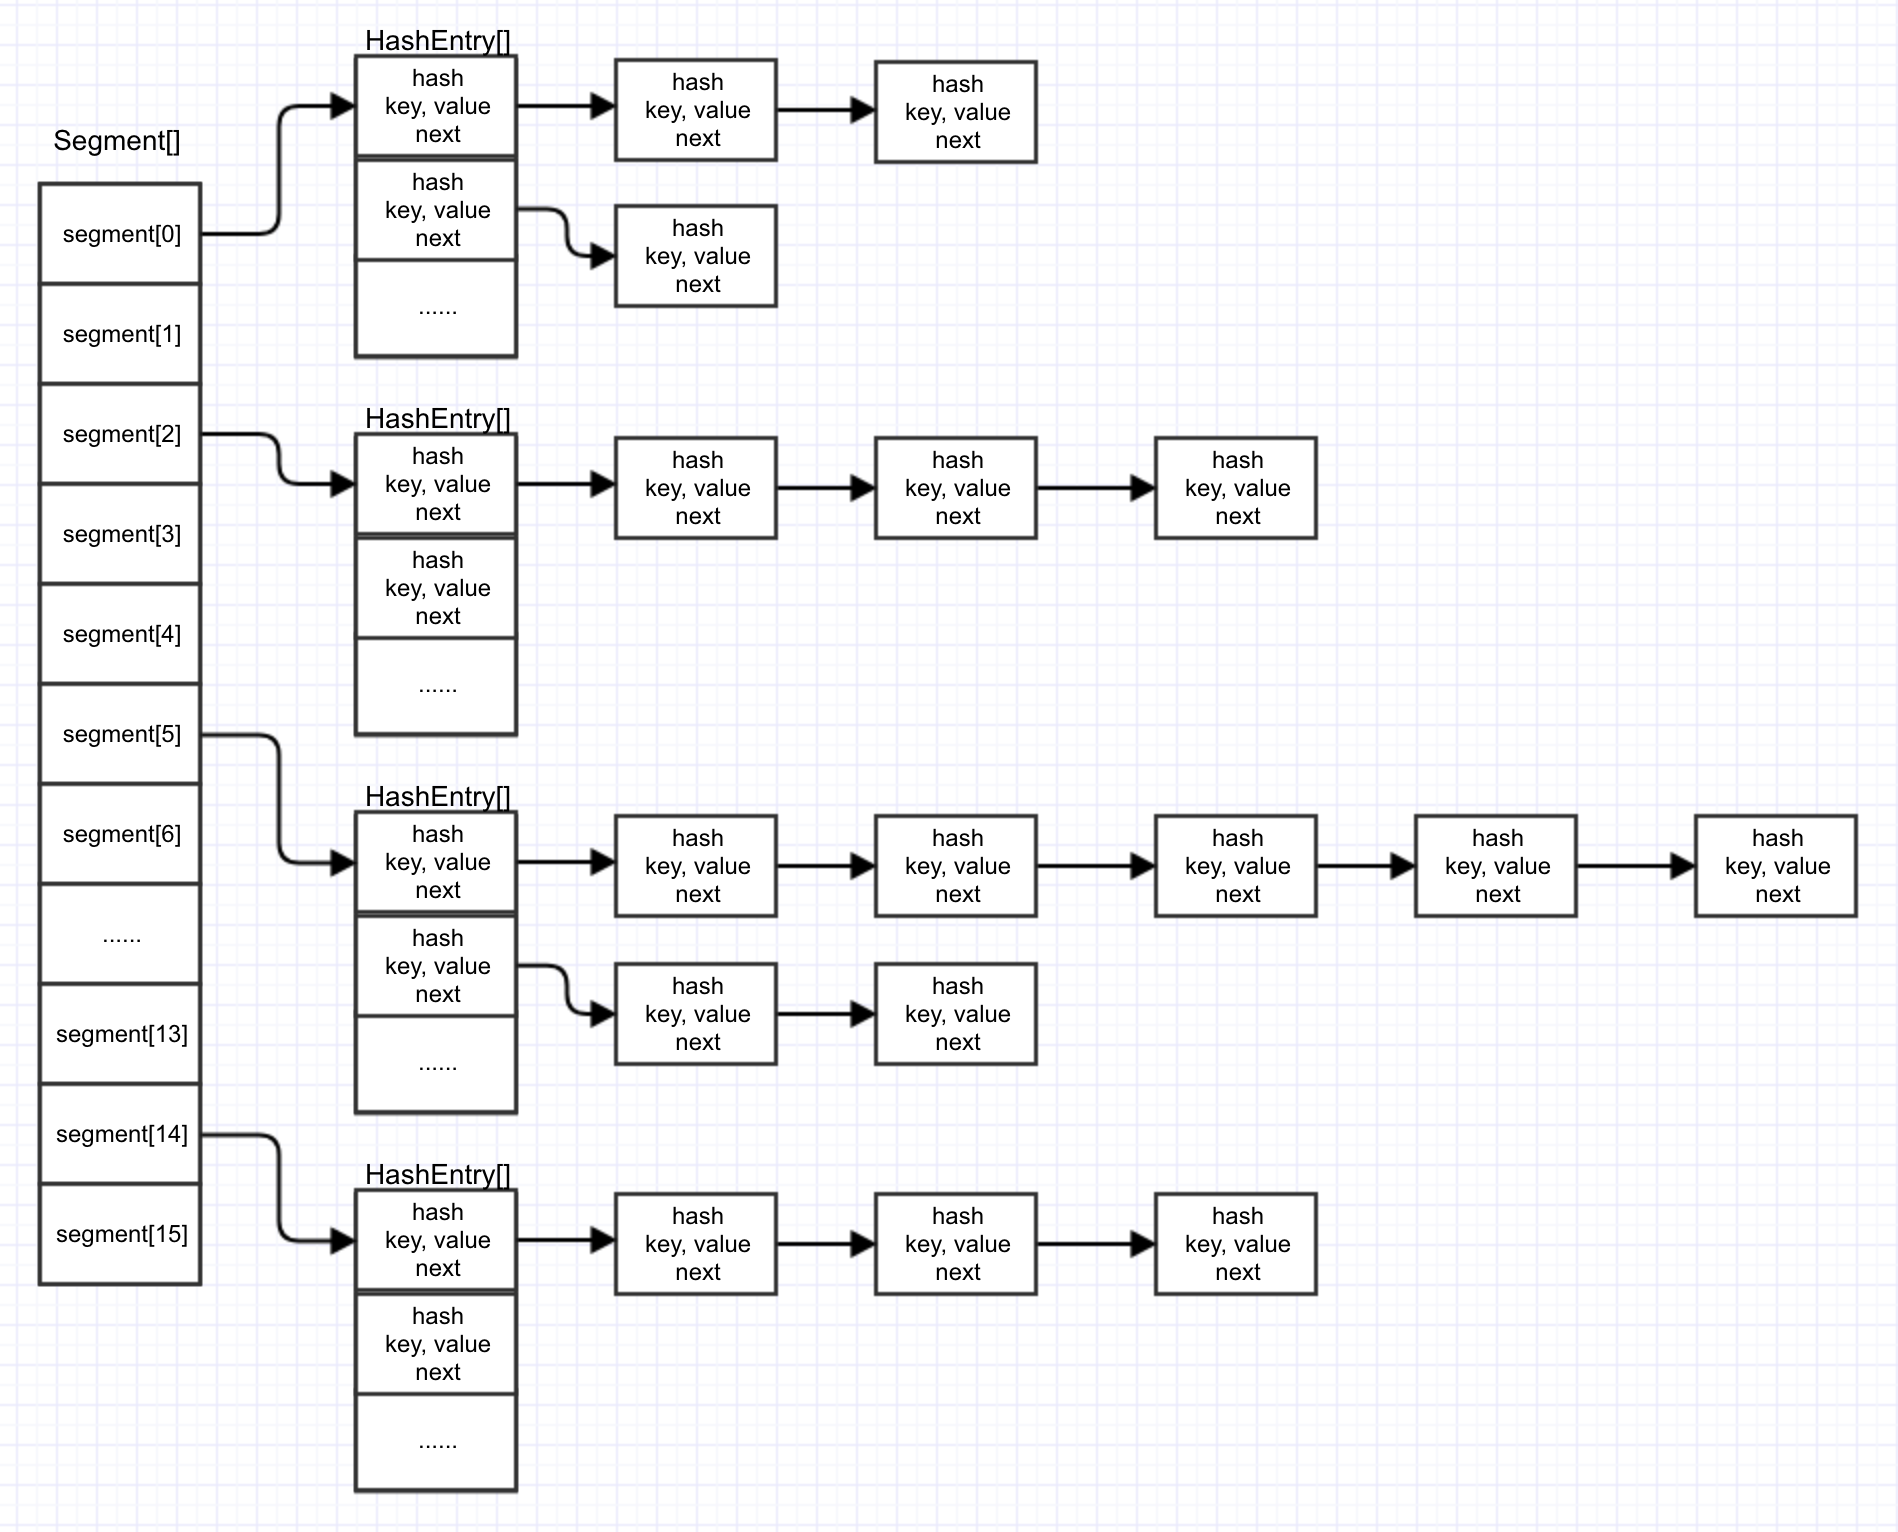 Segment[]
segment[0]
segment[1]
segment[2]
segment[3]
segment[4]
segment[5]
segment[6]
......
segment[13]
segment[14]
segment[15]
HashEntry[]
hash
key, value
next
hash
key, value
next
hash
key, value
next
hash
key, value
next
hash
key, value
next
......
HashEntry[]
hash
key, value
next
hash
key, value
next
hash
key, value
next
hash
key, value
next
hash
key, value
next
......
HashEntry[]
hash
key, value
next
hash
key, value
next
hash
key, value
next
hash
key, value
next
hash
key, value
next
hash
key, value
next
hash
key, value
next
hash
key, value
next
hash
key, value
next
......
HashEntry[]
hash
key, value
next
hash
key, value
next
hash
key, value
next
hash
key, value
next
hash
key, value
next
......